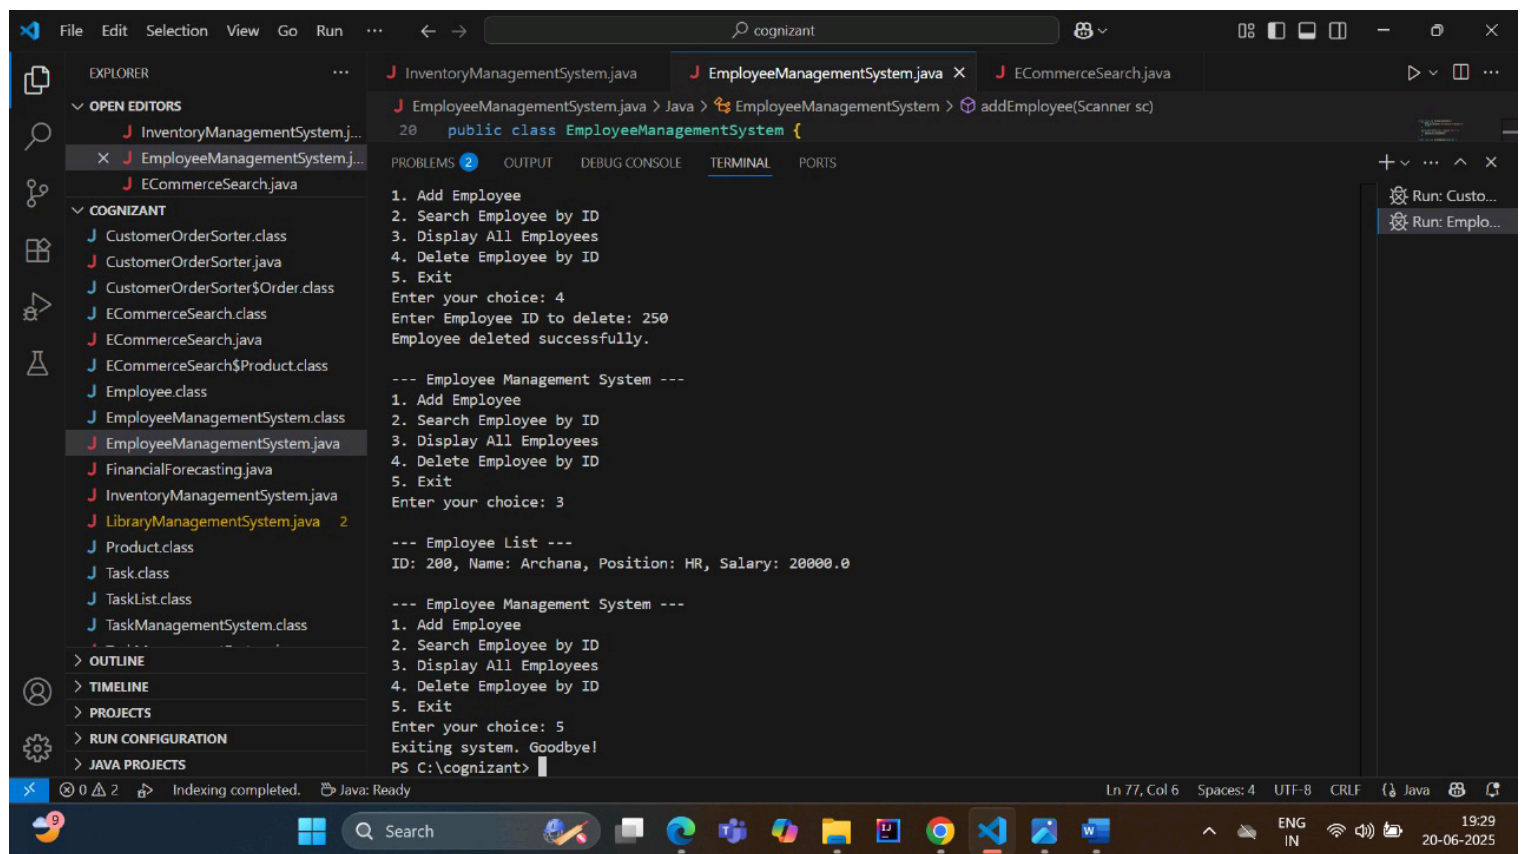 File Edit Selection View Go Run ··· cognizant
EXPLORER ···
OPEN EDITORS
InventoryManagementSystem.j...
EmployeeManagementSystem.j...
ECommerceSearch.java
COGNIZANT
CustomerOrderSorter.class
CustomerOrderSorter.java
CustomerOrderSorter$Order.class
ECommerceSearch.class
ECommerceSearch.java
ECommerceSearch$Product.class
Employee.class
EmployeeManagementSystem.class
EmployeeManagementSystem.java
FinancialForecasting.java
InventoryManagementSystem.java
LibraryManagementSystem.java 2
Product.class
Task.class
TaskList.class
TaskManagementSystem.class
OUTLINE
TIMELINE
PROJECTS
RUN CONFIGURATION
JAVA PROJECTS
InventoryManagementSystem.java EmployeeManagementSystem.java ECommerceSearch.java
EmployeeManagementSystem.java > Java > EmployeeManagementSystem > addEmployee(Scanner sc)
20 public class EmployeeManagementSystem {
PROBLEMS 2 OUTPUT DEBUG CONSOLE TERMINAL PORTS
1. Add Employee
2. Search Employee by ID
3. Display All Employees
4. Delete Employee by ID
5. Exit
Enter your choice: 4
Enter Employee ID to delete: 250
Employee deleted successfully.
--- Employee Management System ---
1. Add Employee
2. Search Employee by ID
3. Display All Employees
4. Delete Employee by ID
5. Exit
Enter your choice: 3
--- Employee List ---
ID: 200, Name: Archana, Position: HR, Salary: 20000.0
--- Employee Management System ---
1. Add Employee
2. Search Employee by ID
3. Display All Employees
4. Delete Employee by ID
5. Exit
Enter your choice: 5
Exiting system. Goodbye!
PS C:\cognizant>
Run: Custo...
Run: Emplo...
0 2 Indexing completed. Java: Ready Ln 77, Col 6 Spaces: 4 UTF-8 CRLF Java
9 Search ENG IN 19:29
20-06-2025